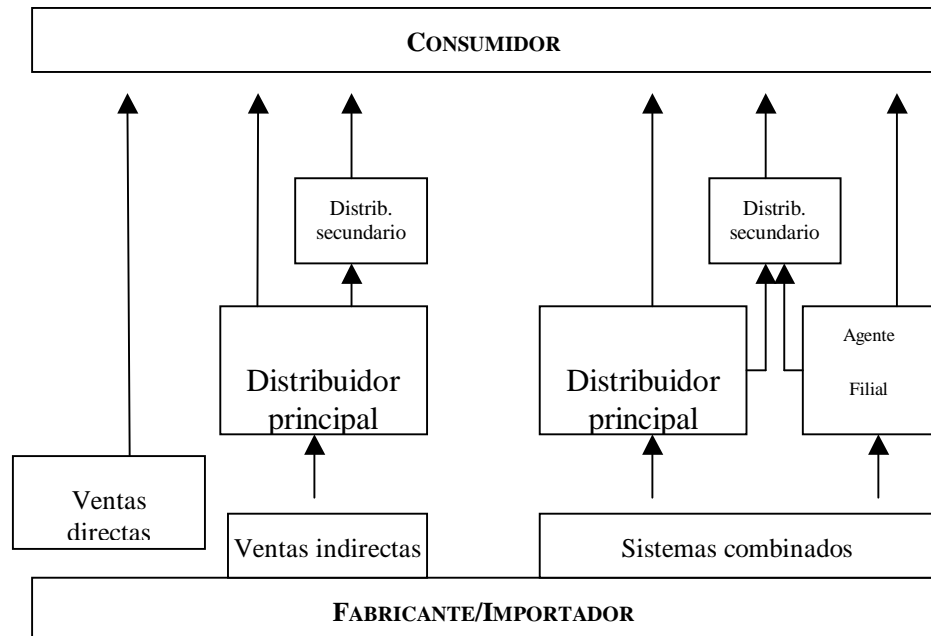 CONSUMIDOR
Distrib.
secundario
Distrib.
secundario
Distribuidor
principal
Distribuidor
principal
Agente
Filial
Ventas
directas
Ventas indirectas
Sistemas combinados
FABRICANTE/IMPORTADOR